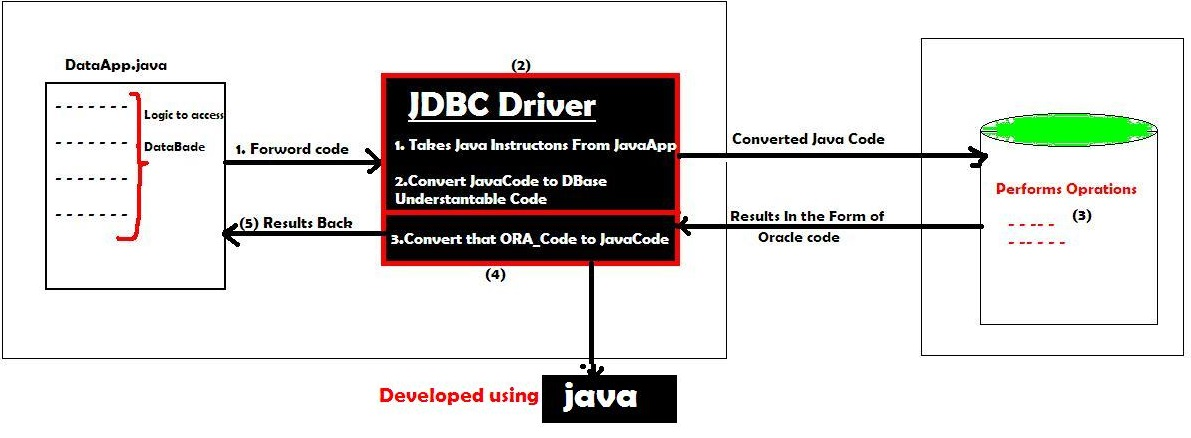 DataApp.java
Logic to access
DataBade
1. Forword code
(5) Results Back
(2)
JDBC Driver
1. Takes Java Instructons From JavaApp
2.Convert JavaCode to DBase
Understantable Code
3.Convert that ORA_Code to JavaCode
(4)
Converted Java Code
Results In the Form of
Oracle code
Performs Oprations
(3)
Developed using
java